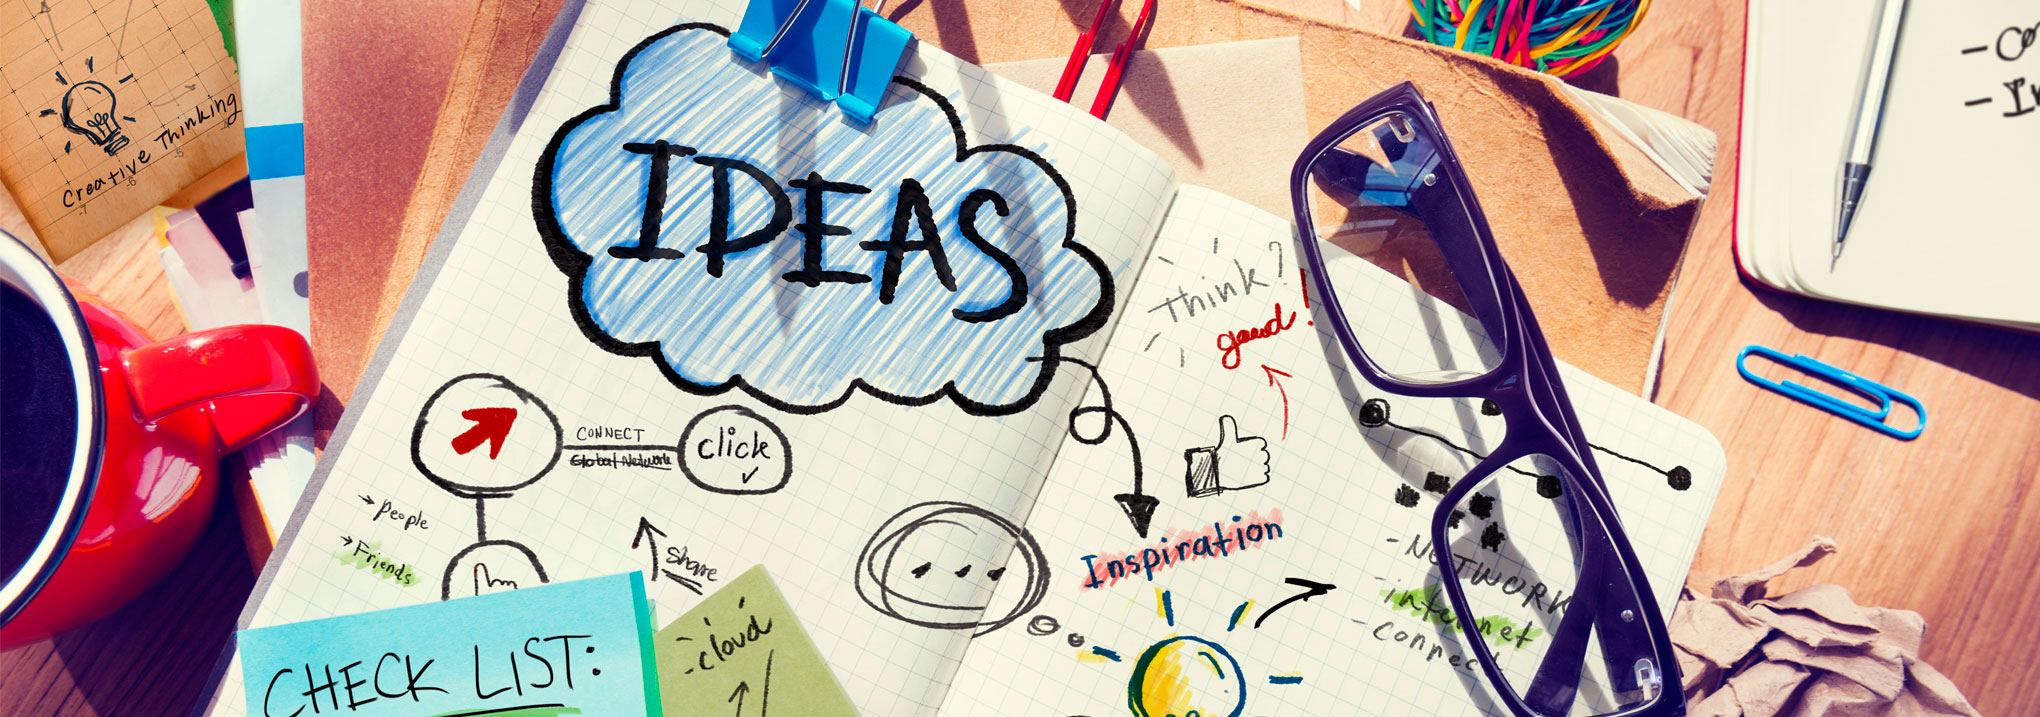 Creative Thinking
IDEAS
Think?
good!
CONNECT
Global Network
click
people
Friends
Share
Inspiration
- NETWORK
- internet
- connect
CHECK LIST:
cloud